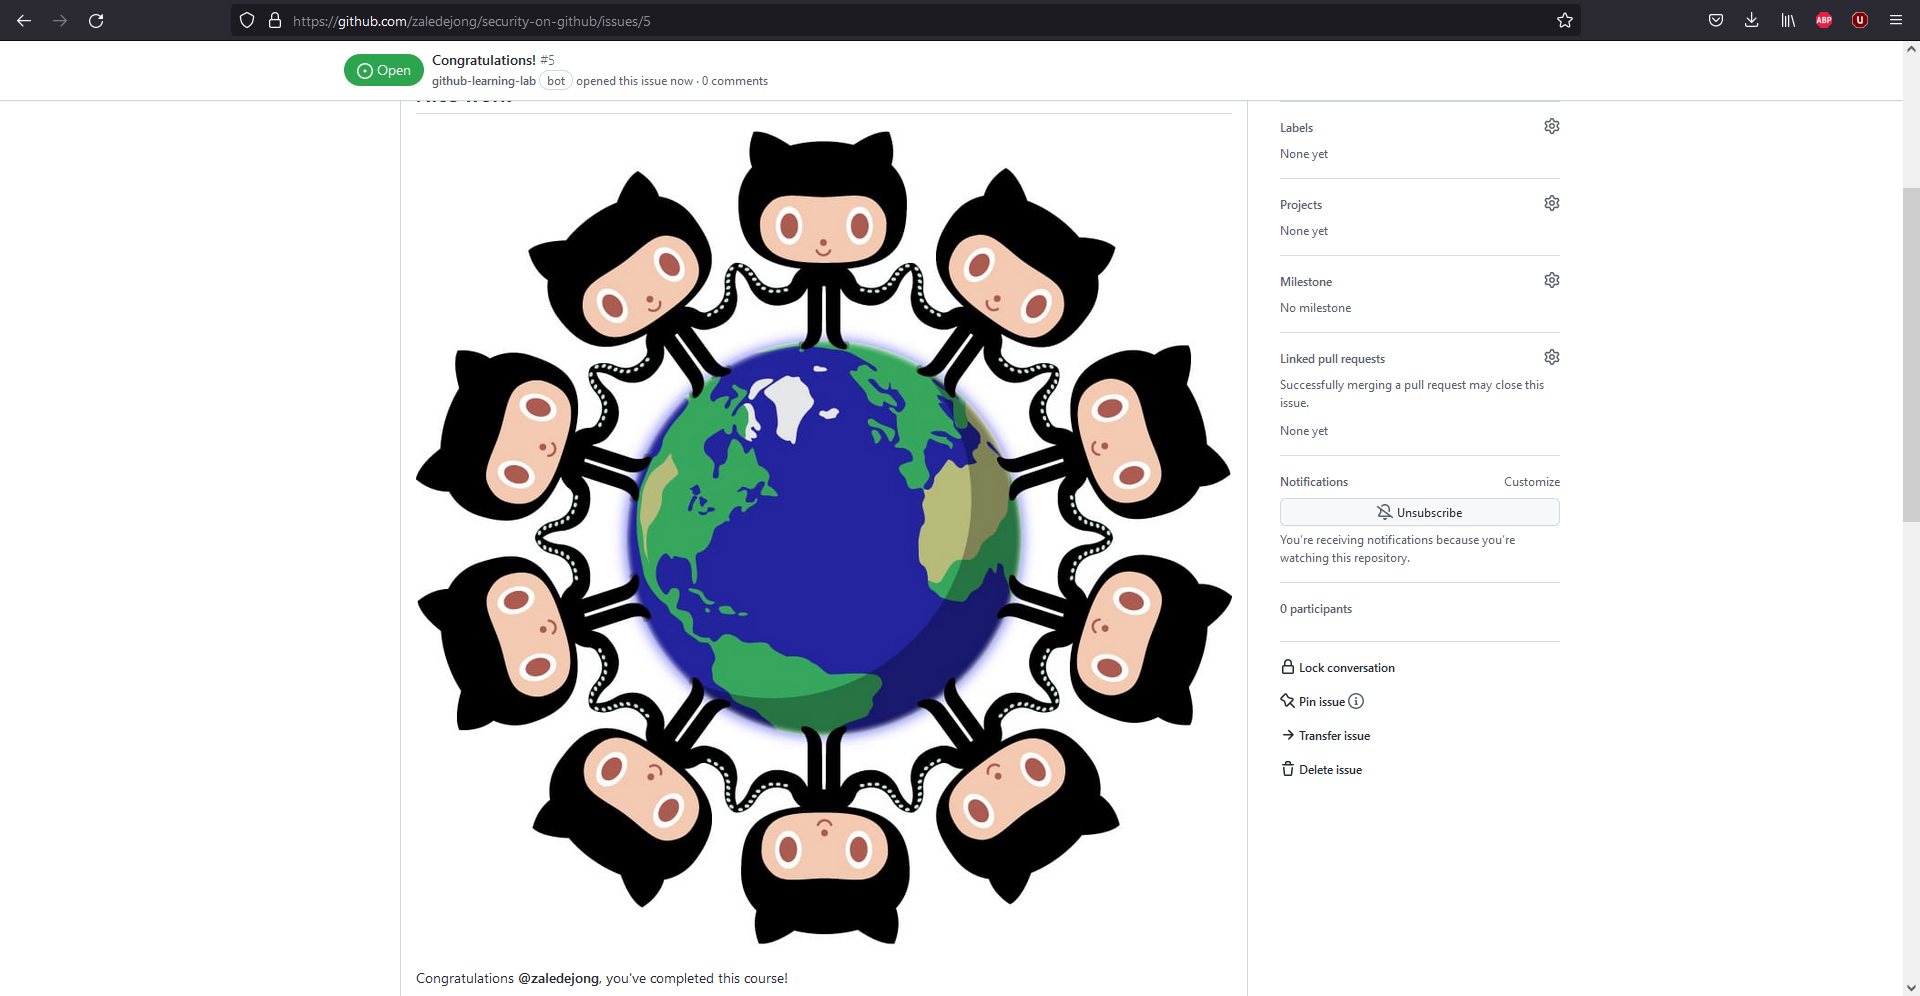 https://github.com/zaledejong/security-on-github/issues/5
ABP
Open
Congratulations! #5
github-learning-lab bot opened this issue now · 0 comments
Labels
None yet
Projects
None yet
Milestone
No milestone
Linked pull requests
Successfully merging a pull request may close this
issue.
None yet
Notifications
Customize
Unsubscribe
You're receiving notifications because you're
watching this repository.
0 participants
Lock conversation
Pin issue
Transfer issue
Delete issue
Congratulations @zaledejong, you've completed this course!